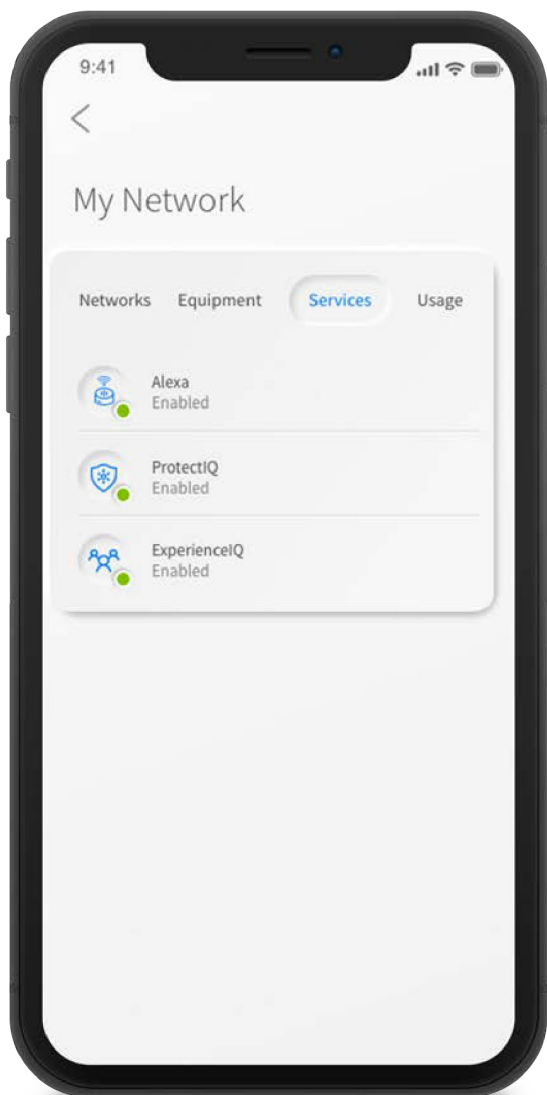 9:41
My Network
Networks Equipment Services Usage
Alexa
Enabled
ProtectIQ
Enabled
ExperienceIQ
Enabled